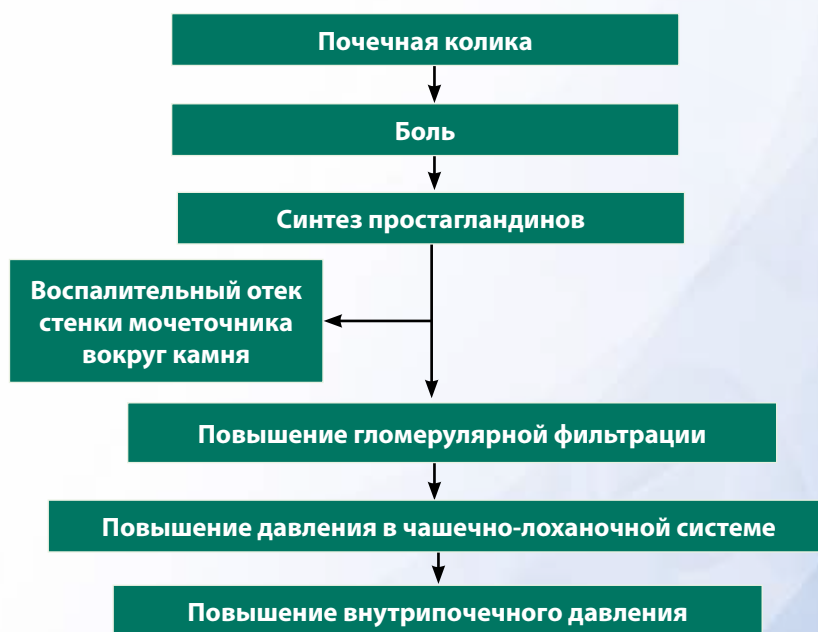 Почечная колика
Боль
Синтез простагландинов
Воспалительный отек
стенки мочеточника
вокруг камня
Повышение гломерулярной фильтрации
Повышение давления в чашечно-лоханочной системе
Повышение внутрипочечного давления